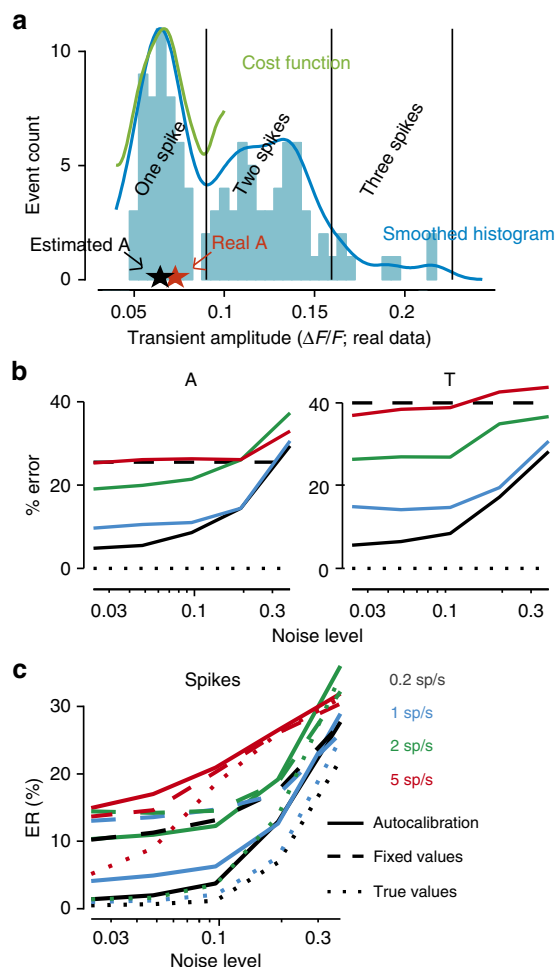 a
10
5
0
Event count
Cost function
One spike
Two spikes
Three spikes
Estimated A
Real A
Smoothed histogram
0.05
0.1
0.15
0.2
Transient amplitude (ΔF/F; real data)
b
A
T
% error
40
20
0
40
20
0
0.03
0.1
0.3
0.03
0.1
0.3
Noise level
Noise level
c
Spikes
ER (%)
30
20
10
0
0.03
0.1
0.3
Noise level
0.2 sp/s
1 sp/s
2 sp/s
5 sp/s
Autocalibration
Fixed values
True values